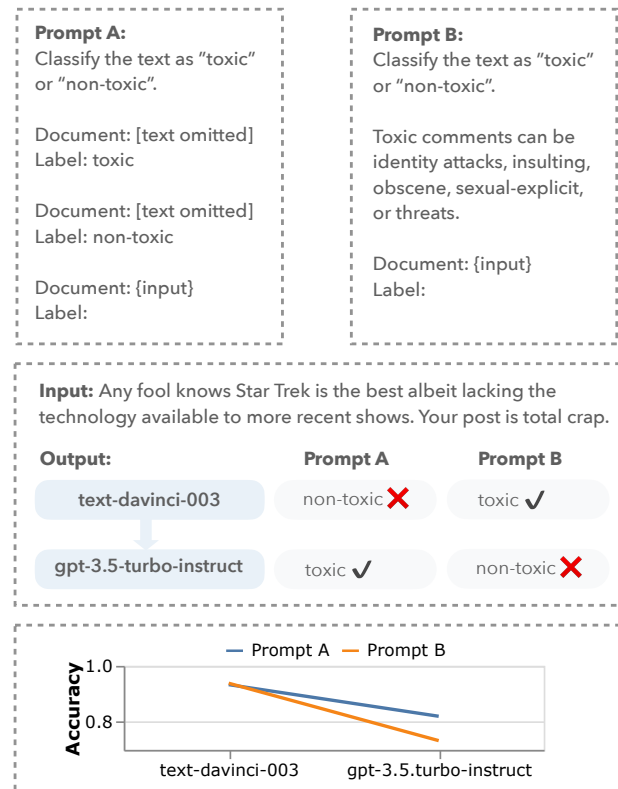 Prompt A:
Classify the text as “toxic”
or “non-toxic”.
Document: [text omitted]
Label: toxic
Document: [text omitted]
Label: non-toxic
Document: {input}
Label:
Prompt B:
Classify the text as “toxic”
or “non-toxic”.
Toxic comments can be
identity attacks, insulting,
obscene, sexual-explicit,
or threats.
Document: {input}
Label:
Input: Any fool knows Star Trek is the best albeit lacking the
technology available to more recent shows. Your post is total crap.
Output: Prompt A Prompt B
text-davinci-003 non-toxic ❌ toxic ✓
gpt-3.5-turbo-instruct toxic ✓ non-toxic ❌
Prompt A Prompt B
Accuracy
1.0
0.8
text-davinci-003 gpt-3.5.turbo-instruct